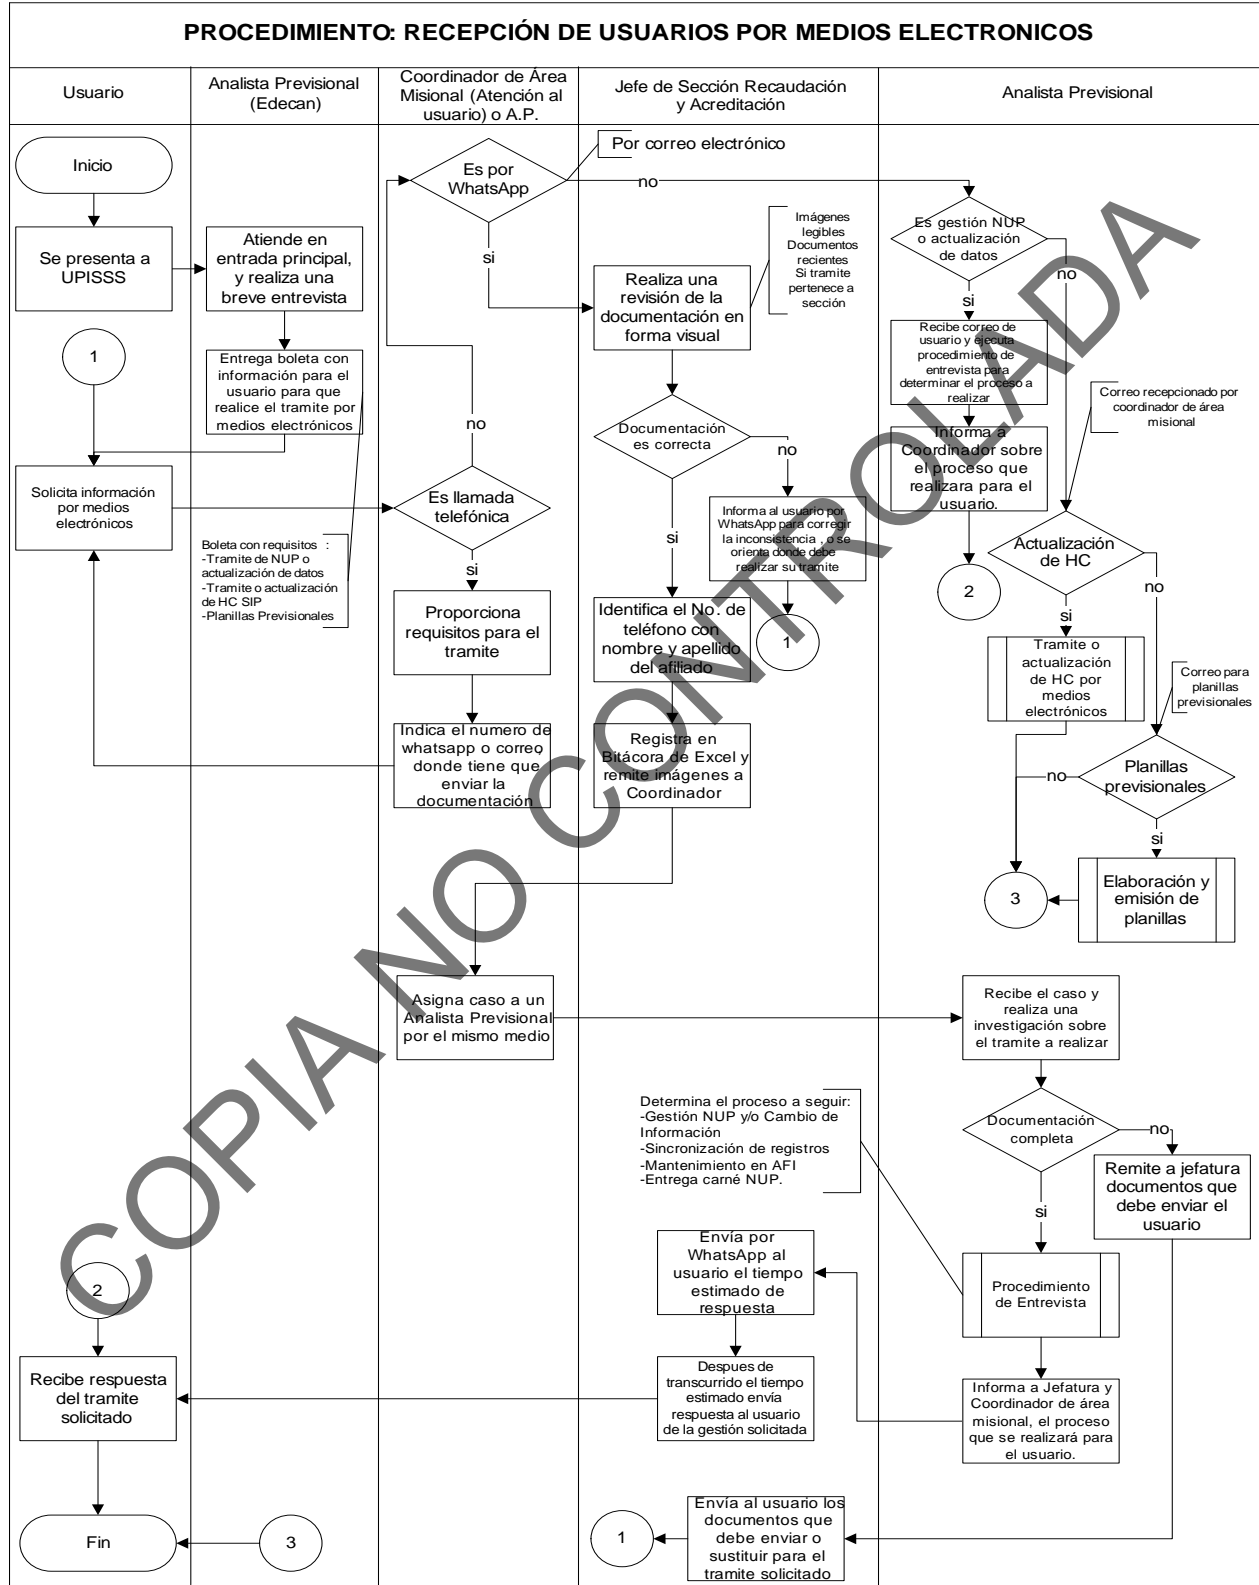 PROCEDIMIENTO: RECEPCIÓN DE USUARIOS POR MEDIOS ELECTRONICOS
Usuario
Analista Previsional
(Edecan)
Coordinador de Área
Misional (Atención al
usuario) o A.P.
Jefe de Sección Recaudación
y Acreditación
Analista Previsional
Inicio
Se presenta a
UPISSS
1
Solicita información
por medios
electrónicos
Atiende en
entrada principal,
y realiza una
breve entrevista
Entrega boleta con
información para el
usuario para que
realice el tramite por
medios electrónicos
Boleta con requisitos :
-Tramite de NUP o
actualización de datos
-Tramite o actualización
de HC SIP
-Planillas Previsionales
Es por
WhatsApp
Por correo electrónico
no
si
no
Es llamada
telefónica
si
Proporciona
requisitos para el
tramite
Indica el numero de
whatsapp o correo,
donde tiene que
enviar la
documentación
Imágenes
legibles
Documentos
recientes
Si tramite
pertenece a
sección
Realiza una
revisión de la
documentación en
forma visual
Documentación
es correcta
no
si
Informa al usuario por
WhatsApp para corregir
la inconsistencia , o se
orienta donde debe
realizar su tramite
1
Identifica el No. de
teléfono con
nombre y apellido
del afiliado
Registra en
Bitácora de Excel y
remite imágenes a
Coordinador
Es gestión NUP
o actualización
de datos
no
si
Recibe correo de
usuario y ejecuta
procedimiento de
entrevista para
determinar el proceso a
realizar
Informa a
Coordinador sobre
el proceso que
realizara para el
usuario.
2
Correo recepcionado por
coordinador de área
misional
Actualización
de HC
no
si
Tramite o
actualización
de HC por
medios
electrónicos
Correo para
planillas
previsionales
Planillas
previsionales
no
si
3
Elaboración y
emisión de
planillas
Asigna caso a un
Analista Previsional
por el mismo medio
Recibe el caso y
realiza una
investigación sobre
el tramite a realizar
Documentación
completa
no
si
Remite a jefatura
documentos que
debe enviar el
usuario
Determina el proceso a seguir:
-Gestión NUP y/o Cambio de
Información
-Sincronización de registros
-Mantenimiento en AFI
-Entrega carné NUP.
Procedimiento
de Entrevista
Envía por
WhatsApp al
usuario el tiempo
estimado de
respuesta
Informa a Jefatura y
Coordinador de área
misional, el proceso
que se realizará para
el usuario.
Despues de
transcurrido el tiempo
estimado envía
respuesta al usuario
de la gestión solicitada
2
Recibe respuesta
del tramite
solicitado
Envía al usuario los
documentos que
debe enviar o
sustituir para el
tramite solicitado
1
3
Fin
COPIA NO CONTROLADA